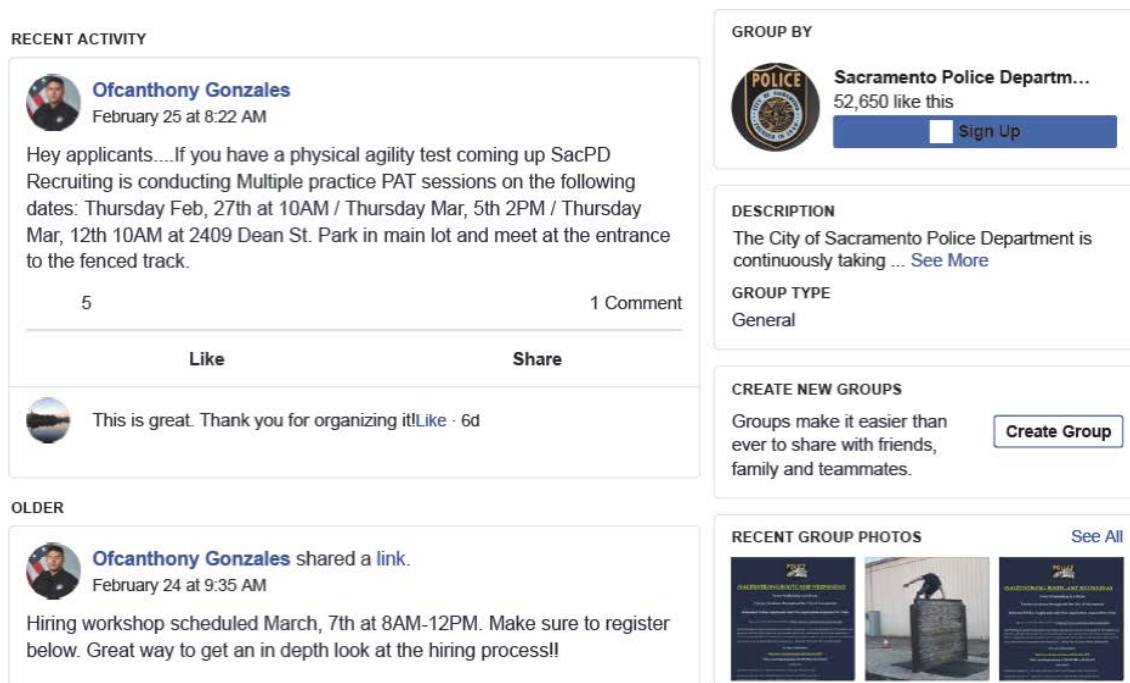 RECENT ACTIVITY
Ofcanthony Gonzales
February 25 at 8:22 AM
Hey applicants....If you have a physical agility test coming up SacPD
Recruiting is conducting Multiple practice PAT sessions on the following
dates: Thursday Feb, 27th at 10AM / Thursday Mar, 5th 2PM / Thursday
Mar, 12th 10AM at 2409 Dean St. Park in main lot and meet at the entrance
to the fenced track.
5
1 Comment
Like
Share
This is great. Thank you for organizing it!Like · 6d
OLDER
Ofcanthony Gonzales shared a link.
February 24 at 9:35 AM
Hiring workshop scheduled March, 7th at 8AM-12PM. Make sure to register
below. Great way to get an in depth look at the hiring process!!
GROUP BY
POLICE
Sacramento Police Departm...
52,650 like this
Sign Up
DESCRIPTION
The City of Sacramento Police Department is
continuously taking ... See More
GROUP TYPE
General
CREATE NEW GROUPS
Groups make it easier than
ever to share with friends,
family and teammates.
Create Group
RECENT GROUP PHOTOS
See All